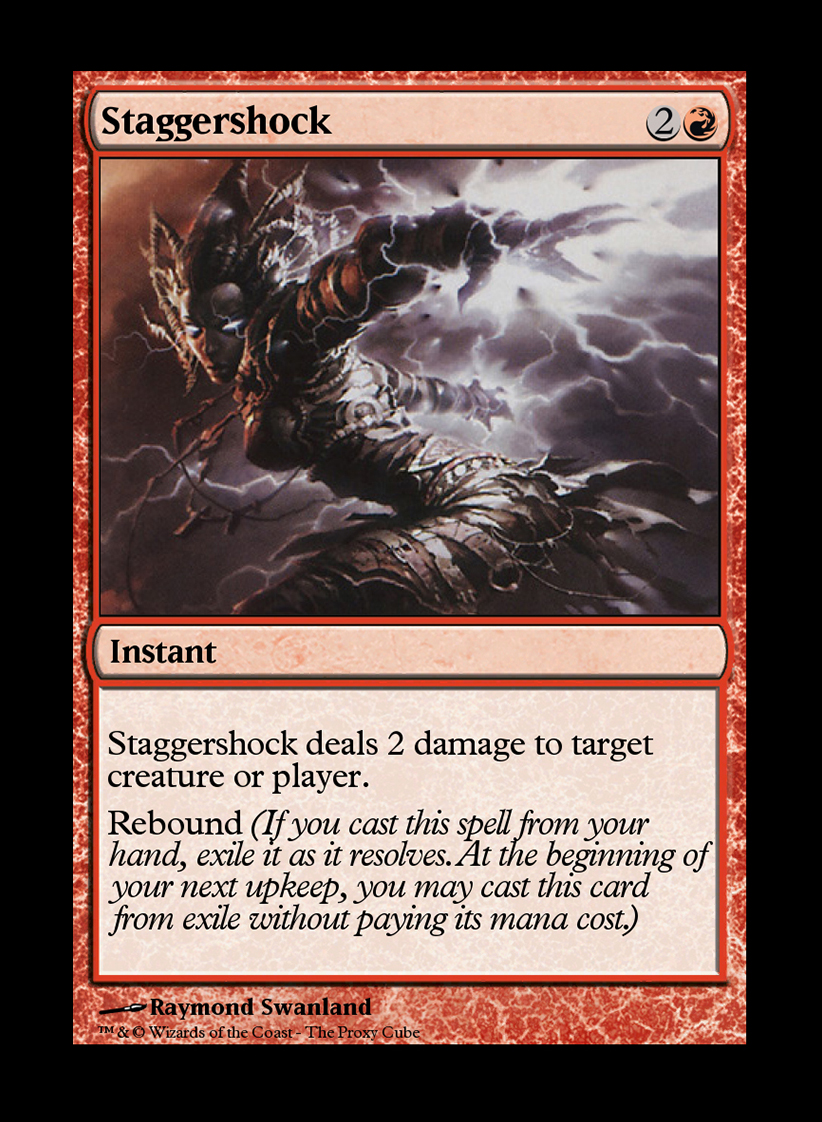 Staggershock 2
Instant
Staggershock deals 2 damage to target
creature or player.
Rebound (If you cast this spell from your
hand, exile it as it resolves. At the beginning of
your next upkeep, you may cast this card
from exile without paying its mana cost.)
Raymond Swanland
™ & © Wizards of the Coast - The Proxy Cube